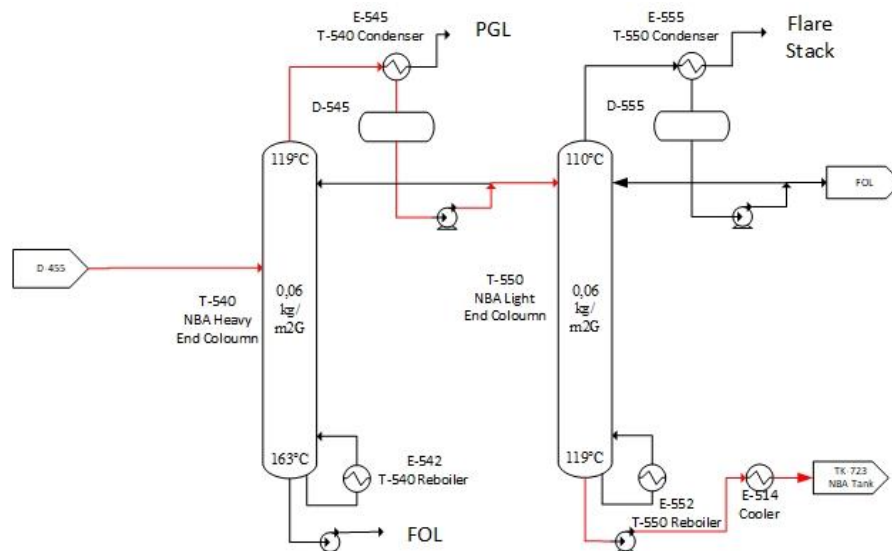 E-545
T-540 Condenser
PGL
E-555
T-550 Condenser
Flare
Stack
D-545
D-555
119°C
110°C
FOL
D-455
T-540
NBA Heavy
End Coloumn
0,06
kg/
m2G
T-550
NBA Light
End Coloumn
0,06
kg/
m2G
163°C
E-542
T-540 Reboiler
119°C
E-552
T-550 Reboiler
E-514
Cooler
TK-723
NBA Tank
FOL